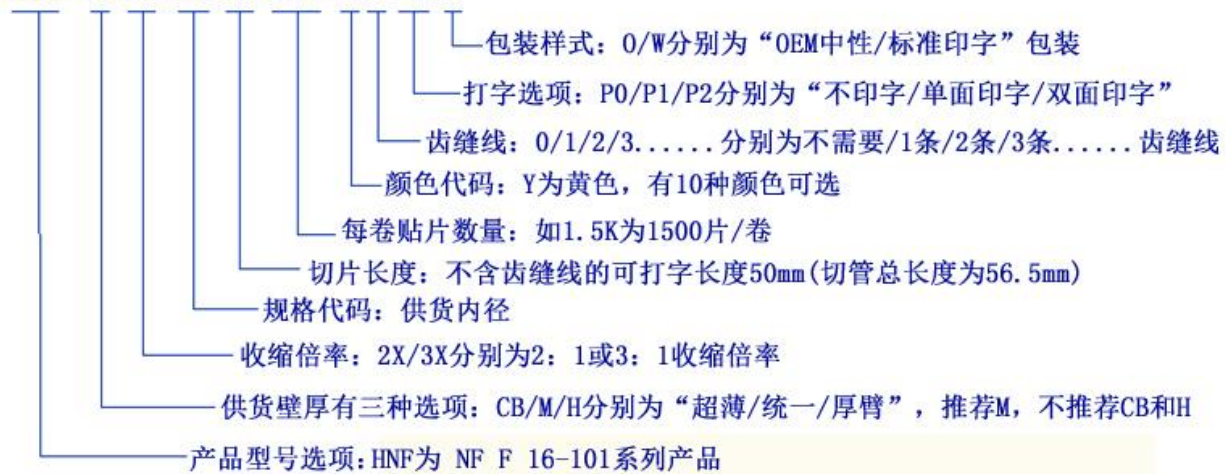 包装样式: O/W分别为“OEM中性/标准印字”包装
打字选项: P0/P1/P2分别为“不印字/单面印字/双面印字”
齿缝线: 0/1/2/3......分别为不需要/1条/2条/3条......齿缝线
颜色代码: Y为黄色, 有10种颜色可选
每卷贴片数量: 如1.5K为1500片/卷
切片长度: 不含齿缝线的可打字长度50mm(切管总长度为56.5mm)
规格代码: 供货内径
收缩倍率: 2X/3X分别为2: 1或3: 1收缩倍率
供货壁厚有三种选项: CB/M/H分别为“超薄/统一/厚臂”, 推荐M, 不推荐CB和H
产品型号选项:HNF为 NF F 16-101系列产品